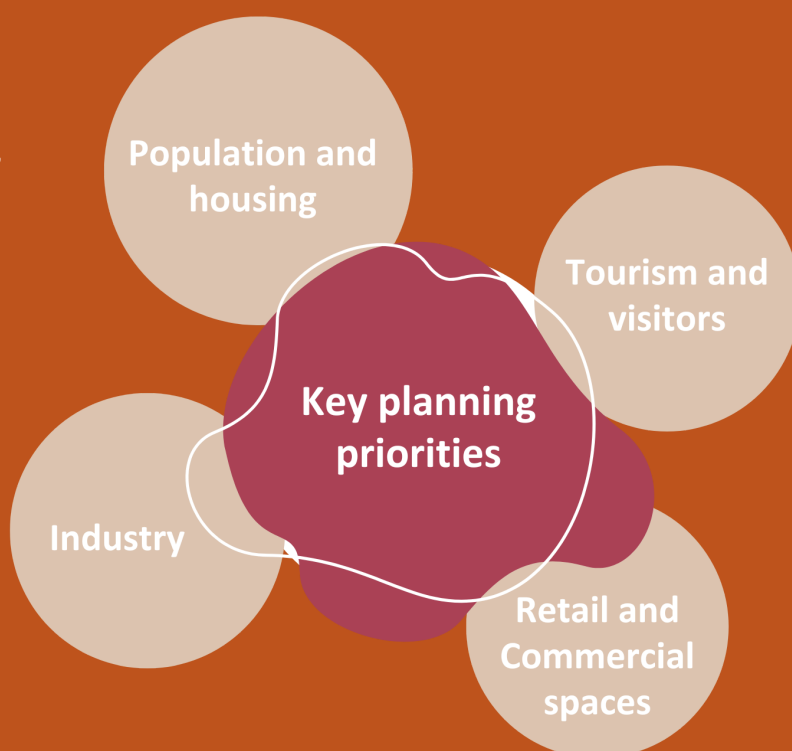 Population and
housing
Tourism and
visitors
Key planning
priorities
Industry
Retail and
Commercial
spaces